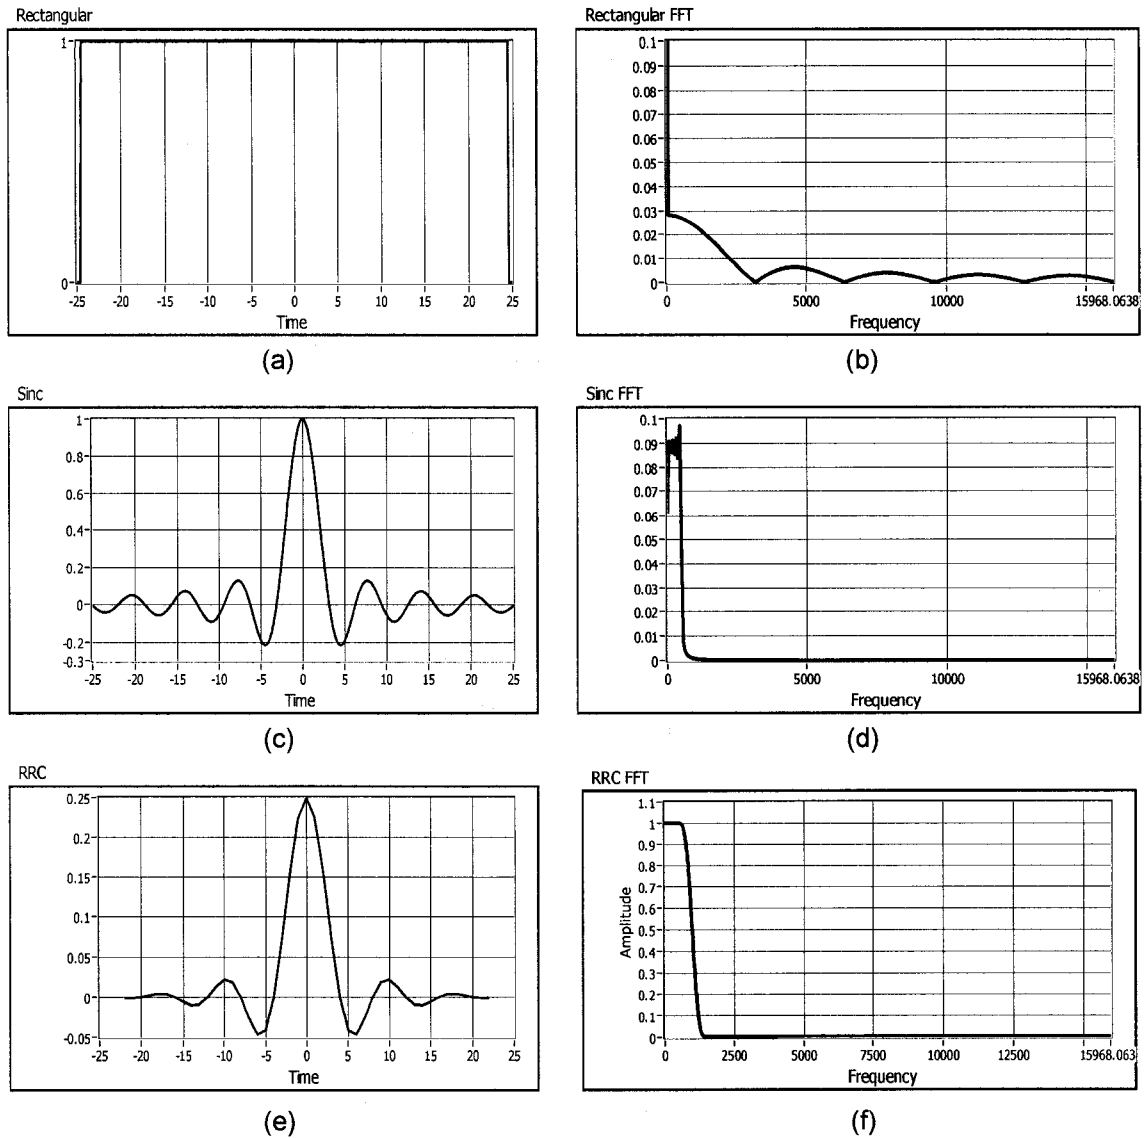 Rectangular
1
0
-25 -20 -15 -10 -5 0 5 10 15 20 25
Time
(a)
Rectangular FFT
0.1
0.09
0.08
0.07
0.06
0.05
0.04
0.03
0.02
0.01
0
0 5000 10000 15968.0638
Frequency
(b)
Sinc
1
0.8
0.6
0.4
0.2
0
-0.2
-0.3
-25 -20 -15 -10 -5 0 5 10 15 20 25
Time
(c)
Sinc FFT
0.1
0.09
0.08
0.07
0.06
0.05
0.04
0.03
0.02
0.01
0
0 5000 10000 15968.0638
Frequency
(d)
RRC
0.25
0.2
0.15
0.1
0.05
0
-0.05
-25 -20 -15 -10 -5 0 5 10 15 20 25
Time
(e)
RRC FFT
Amplitude
1.1
1
0.9
0.8
0.7
0.6
0.5
0.4
0.3
0.2
0.1
0
0 2500 5000 7500 10000 12500 15968.063
Frequency
(f)